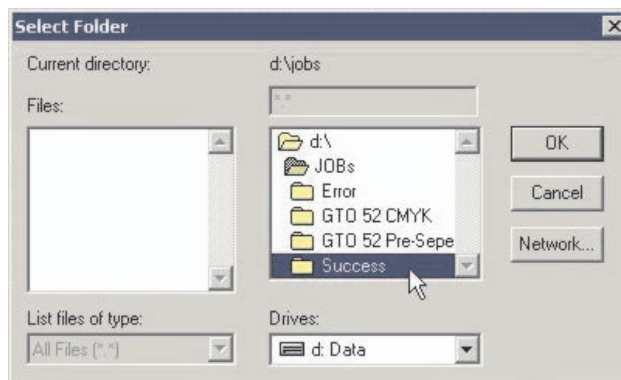 Select Folder
Current directory:
d:\jobs
Files:
*.*
d:\
JOBs
Error
GTO 52 CMYK
GTO 52 Pre-Sepe
Success
OK
Cancel
Network...
List files of type:
All Files (*.*)
Drives:
d: Data